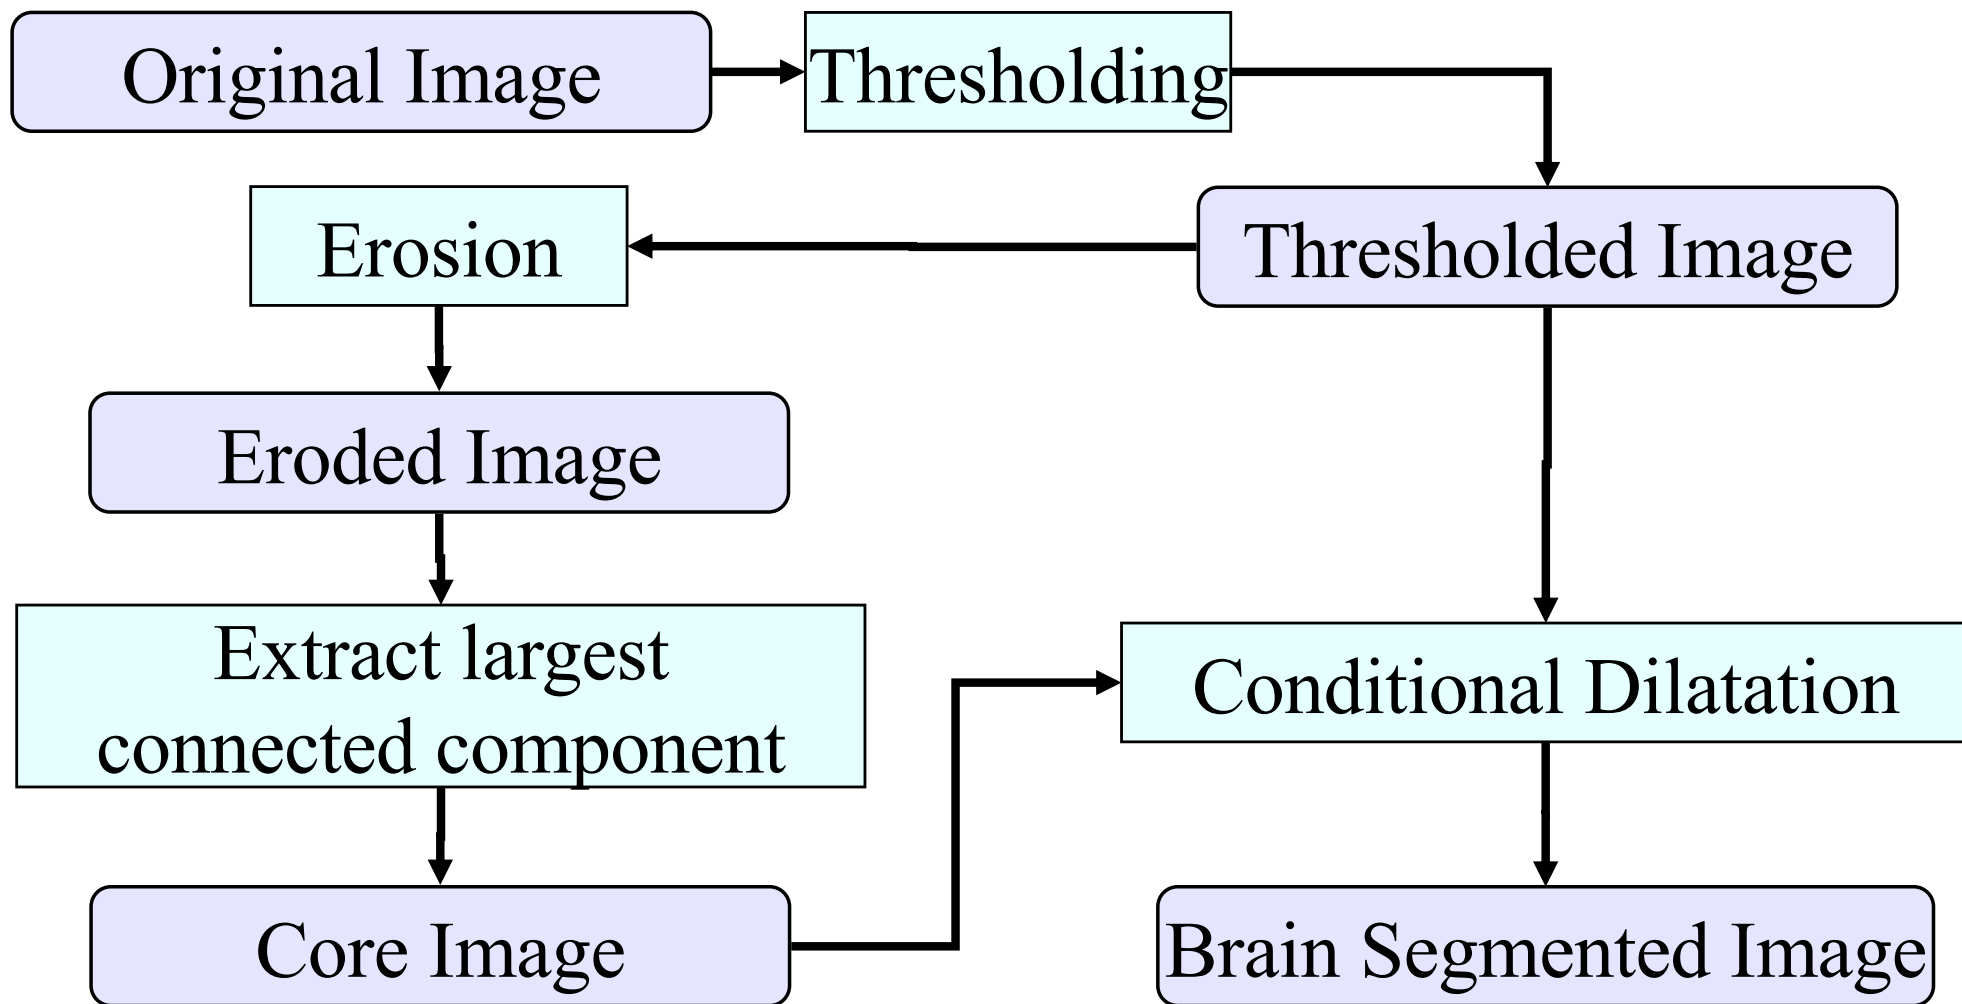 Original Image
Thresholding
Erosion
Thresholded Image
Eroded Image
Extract largest
connected component
Conditional Dilatation
Core Image
Brain Segmented Image